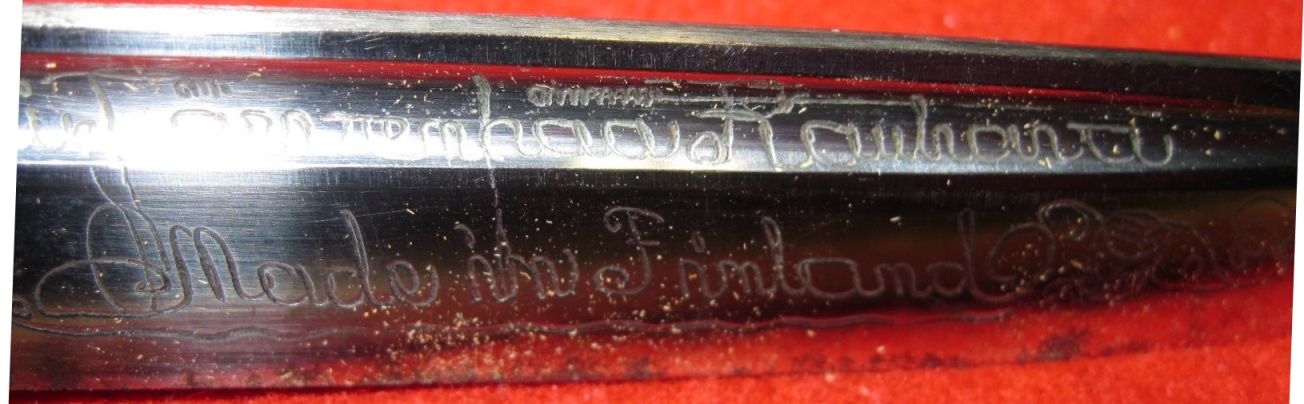 Järvenpää Kauhava
Made in Finland